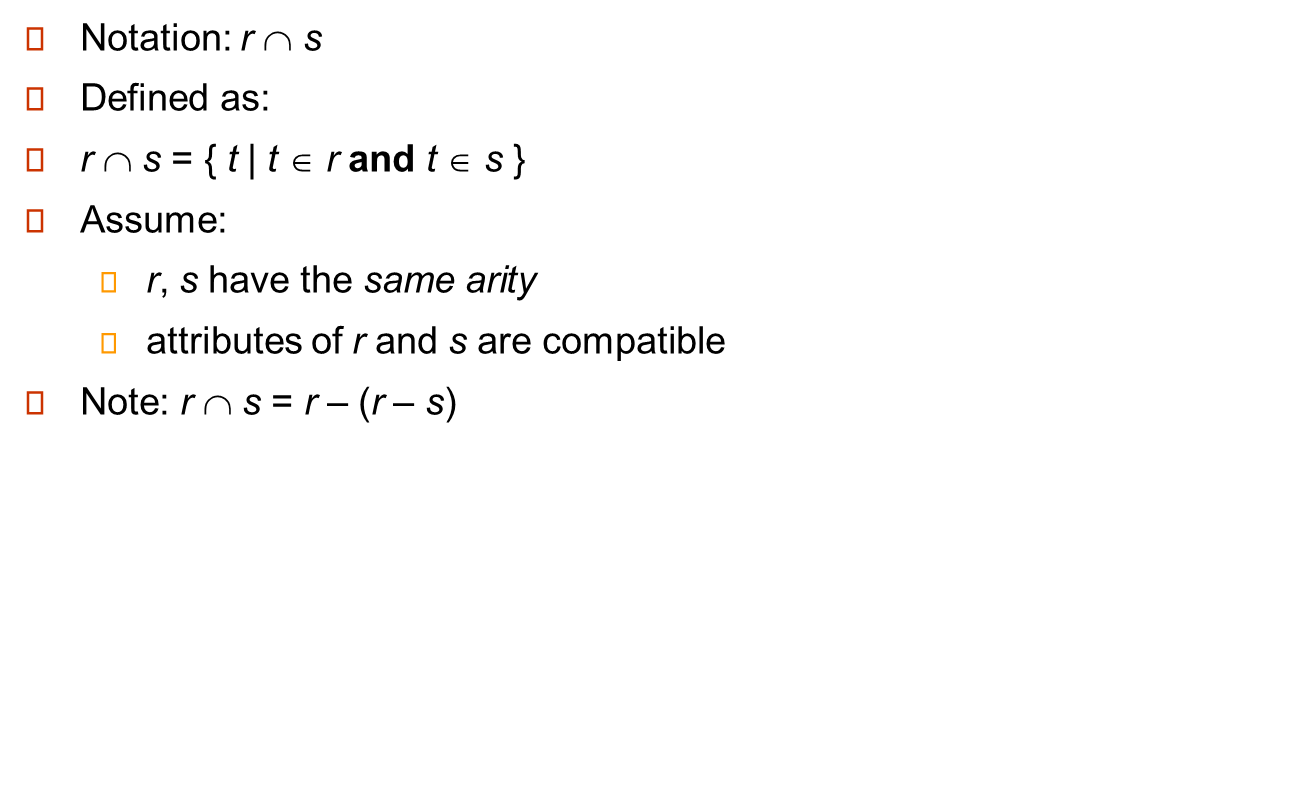 Notation: r ∩ s
Defined as:
r ∩ s = { t | t ∈ r and t ∈ s }
Assume:
r, s have the same arity
attributes of r and s are compatible
Note: r ∩ s = r – (r – s)